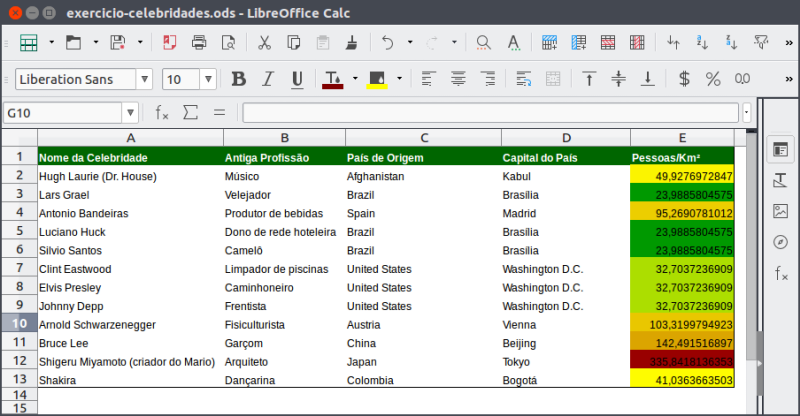 exercicio-celebridades.ods - LibreOffice Calc
Liberation Sans 10 B I U $ % 0,0
G10
A B C D E
1 Nome da Celebridade Antiga Profissão País de Origem Capital do País Pessoas/Km²
2 Hugh Laurie (Dr. House) Músico Afghanistan Kabul 49,9276972847
3 Lars Grael Velejador Brazil Brasília 23,9885804575
4 Antonio Bandeiras Produtor de bebidas Spain Madrid 95,2690781012
5 Luciano Huck Dono de rede hoteleira Brazil Brasília 23,9885804575
6 Silvio Santos Camelô Brazil Brasília 23,9885804575
7 Clint Eastwood Limpador de piscinas United States Washington D.C. 32,7037236909
8 Elvis Presley Caminhoneiro United States Washington D.C. 32,7037236909
9 Johnny Depp Frentista United States Washington D.C. 32,7037236909
10 Arnold Schwarzenegger Fisiculturista Austria Vienna 103,3199794923
11 Bruce Lee Garçom China Beijing 142,491516897
12 Shigeru Miyamoto (criador do Mario) Arquiteto Japan Tokyo 335,8418136353
13 Shakira Dançarina Colombia Bogotá 41,0363663503
14
15